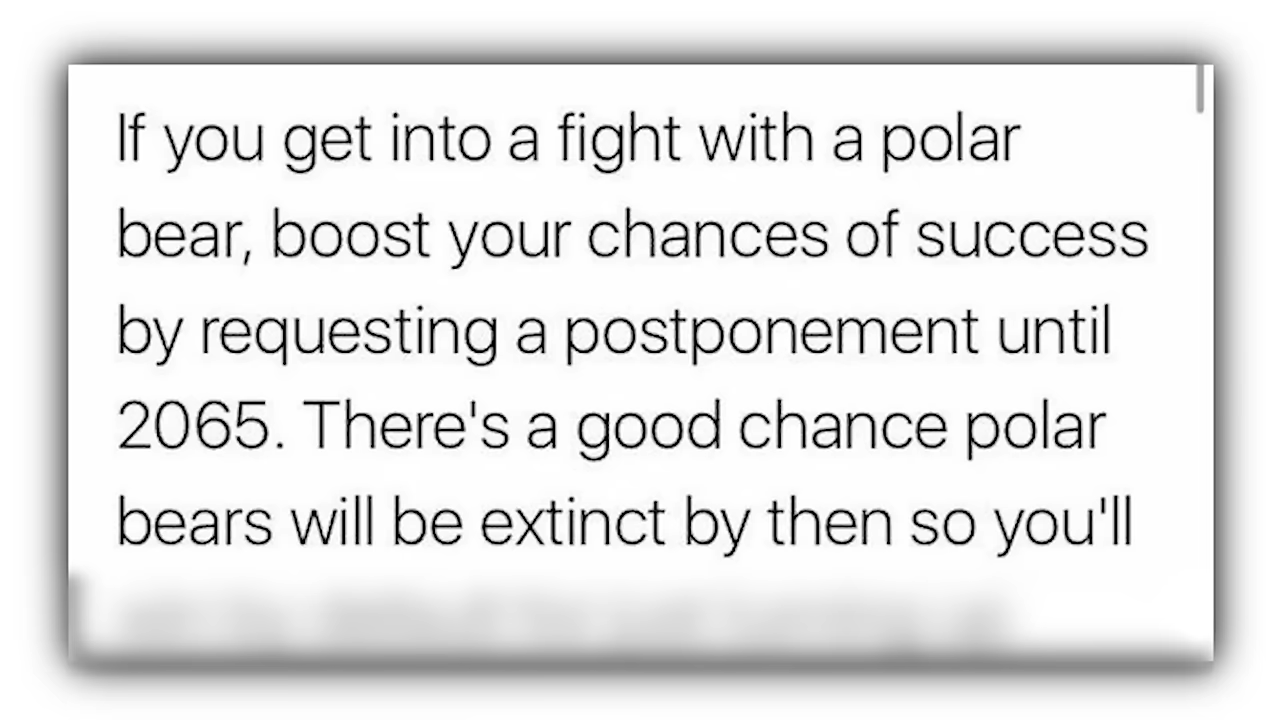 If you get into a fight with a polar
bear, boost your chances of success
by requesting a postponement until
2065. There's a good chance polar
bears will be extinct by then so you'll